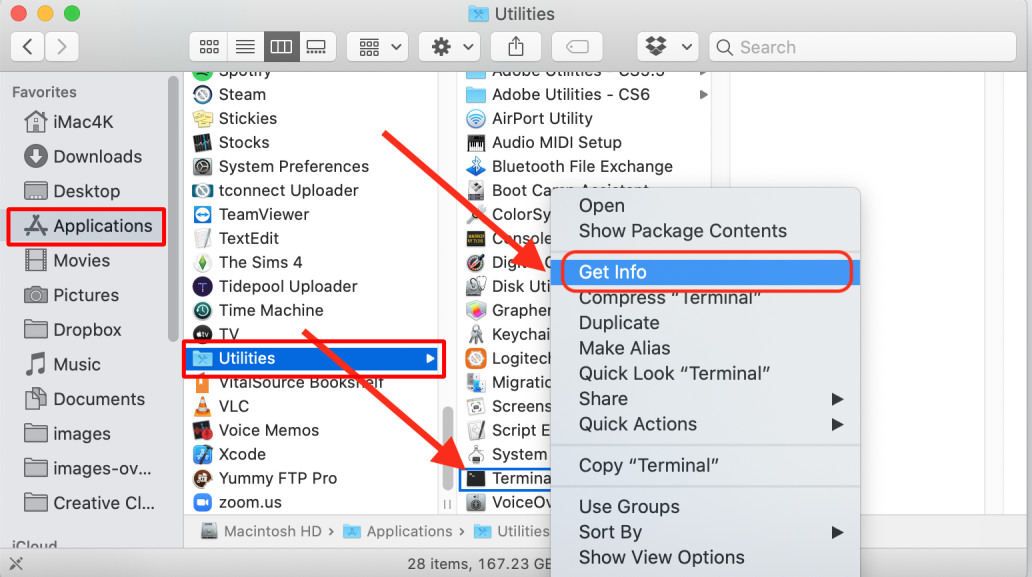 Utilities
Search
Favorites
iMac4K
Downloads
Desktop
Applications
Movies
Pictures
Dropbox
Music
Documents
images
images-ov...
Creative Cl...
iCloud
Spotify
Steam
Stickies
Stocks
System Preferences
tconnect Uploader
TeamViewer
TextEdit
The Sims 4
Tidepool Uploader
Time Machine
TV
Utilities
VitalSource Bookshelf
VLC
Voice Memos
Xcode
Yummy FTP Pro
zoom.us
Adobe Utilities - CS5.5
Adobe Utilities - CS6
AirPort Utility
Audio MIDI Setup
Bluetooth File Exchange
Boot Camp Assistant
ColorSy
Console
Digi
Disk Uti
Grapher
Keychai
Logitech
Migratio
Screens
Script E
System
Termina
VoiceOv
Open
Show Package Contents
Get Info
Compress “Terminal”
Duplicate
Make Alias
Quick Look “Terminal”
Share
Quick Actions
Copy “Terminal”
Use Groups
Sort By
Show View Options
Macintosh HD › Applications › Utilities
28 items, 167.23 GB